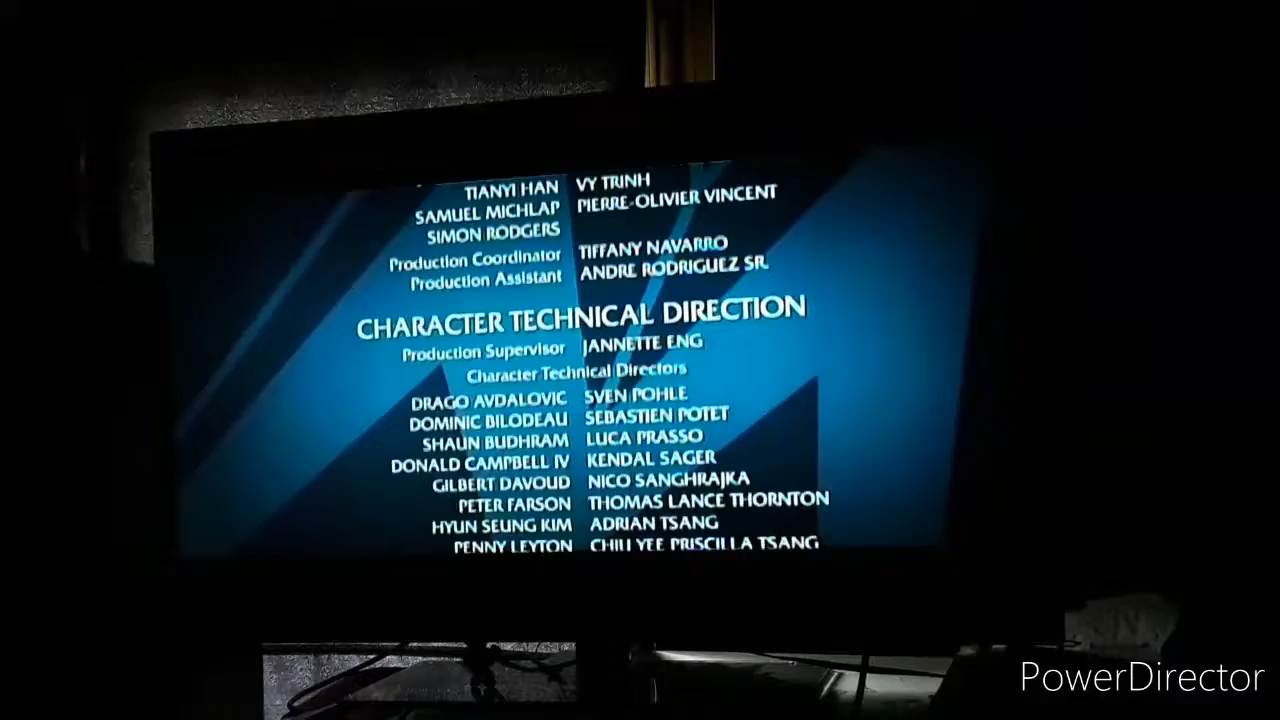 TIANYI HAN VY TRINH
SAMUEL MICHLAP PIERRE-OLIVIER VINCENT
SIMON RODGERS
Production Coordinator TIFFANY NAVARRO
Production Assistant ANDRE RODRIGUEZ SR.
CHARACTER TECHNICAL DIRECTION
Production Supervisor JANNETTE ENG
Character Technical Directors
DRAGO AVDALOVIC SVEN POHLE
DOMINIC BILODEAU SEBASTIEN POTET
SHAUN BUDHRAM LUCA PRASSO
DONALD CAMPBELL IV KENDAL SAGER
GILBERT DAVOUD NICO SANGHRAJKA
PETER FARSON THOMAS LANCE THORNTON
HYUN SEUNG KIM ADRIAN TSANG
PENNY LEYTON CHIU YEE PRISCILLA TSANG
PowerDirector